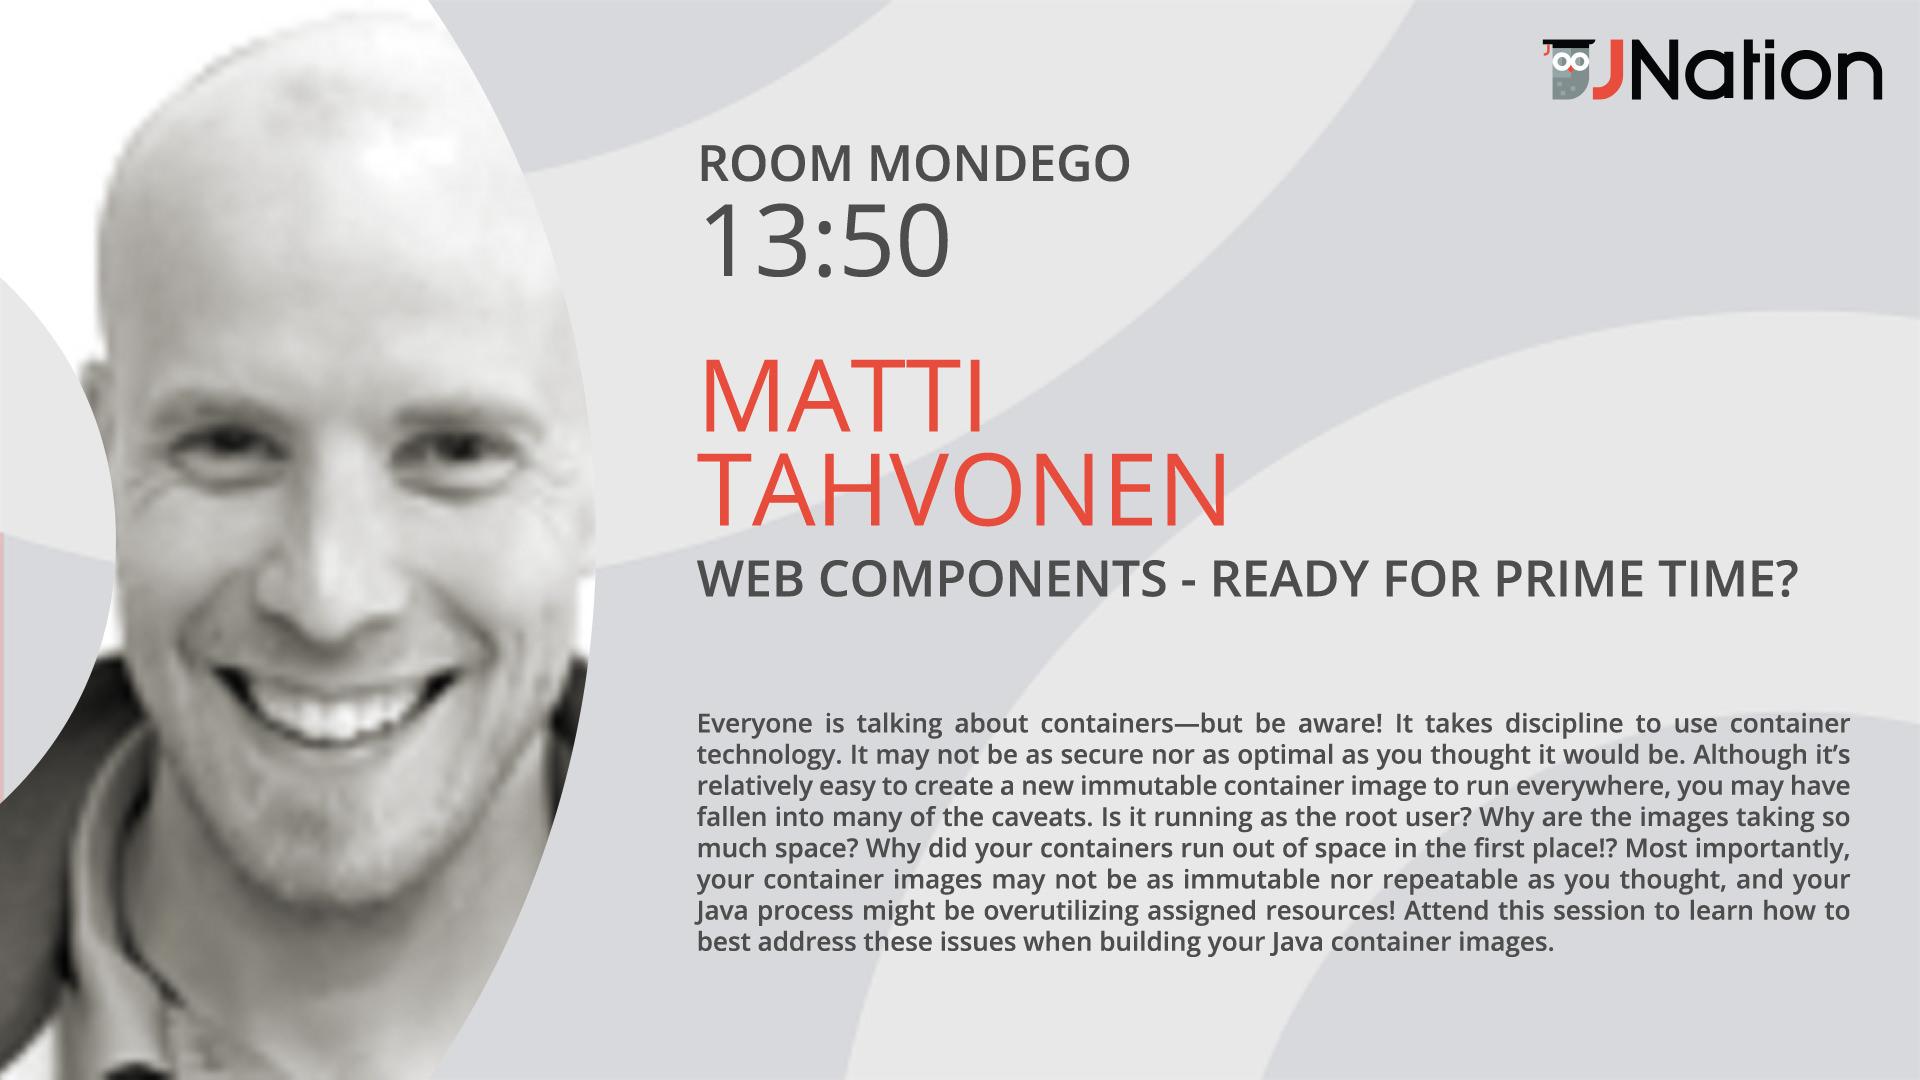 JNation
ROOM MONDEGO
13:50
MATTI
TAHVONEN
WEB COMPONENTS - READY FOR PRIME TIME?
Everyone is talking about containers—but be aware! It takes discipline to use container
technology. It may not be as secure nor as optimal as you thought it would be. Although it’s
relatively easy to create a new immutable container image to run everywhere, you may have
fallen into many of the caveats. Is it running as the root user? Why are the images taking so
much space? Why did your containers run out of space in the first place!? Most importantly,
your container images may not be as immutable nor repeatable as you thought, and your
Java process might be overutilizing assigned resources! Attend this session to learn how to
best address these issues when building your Java container images.